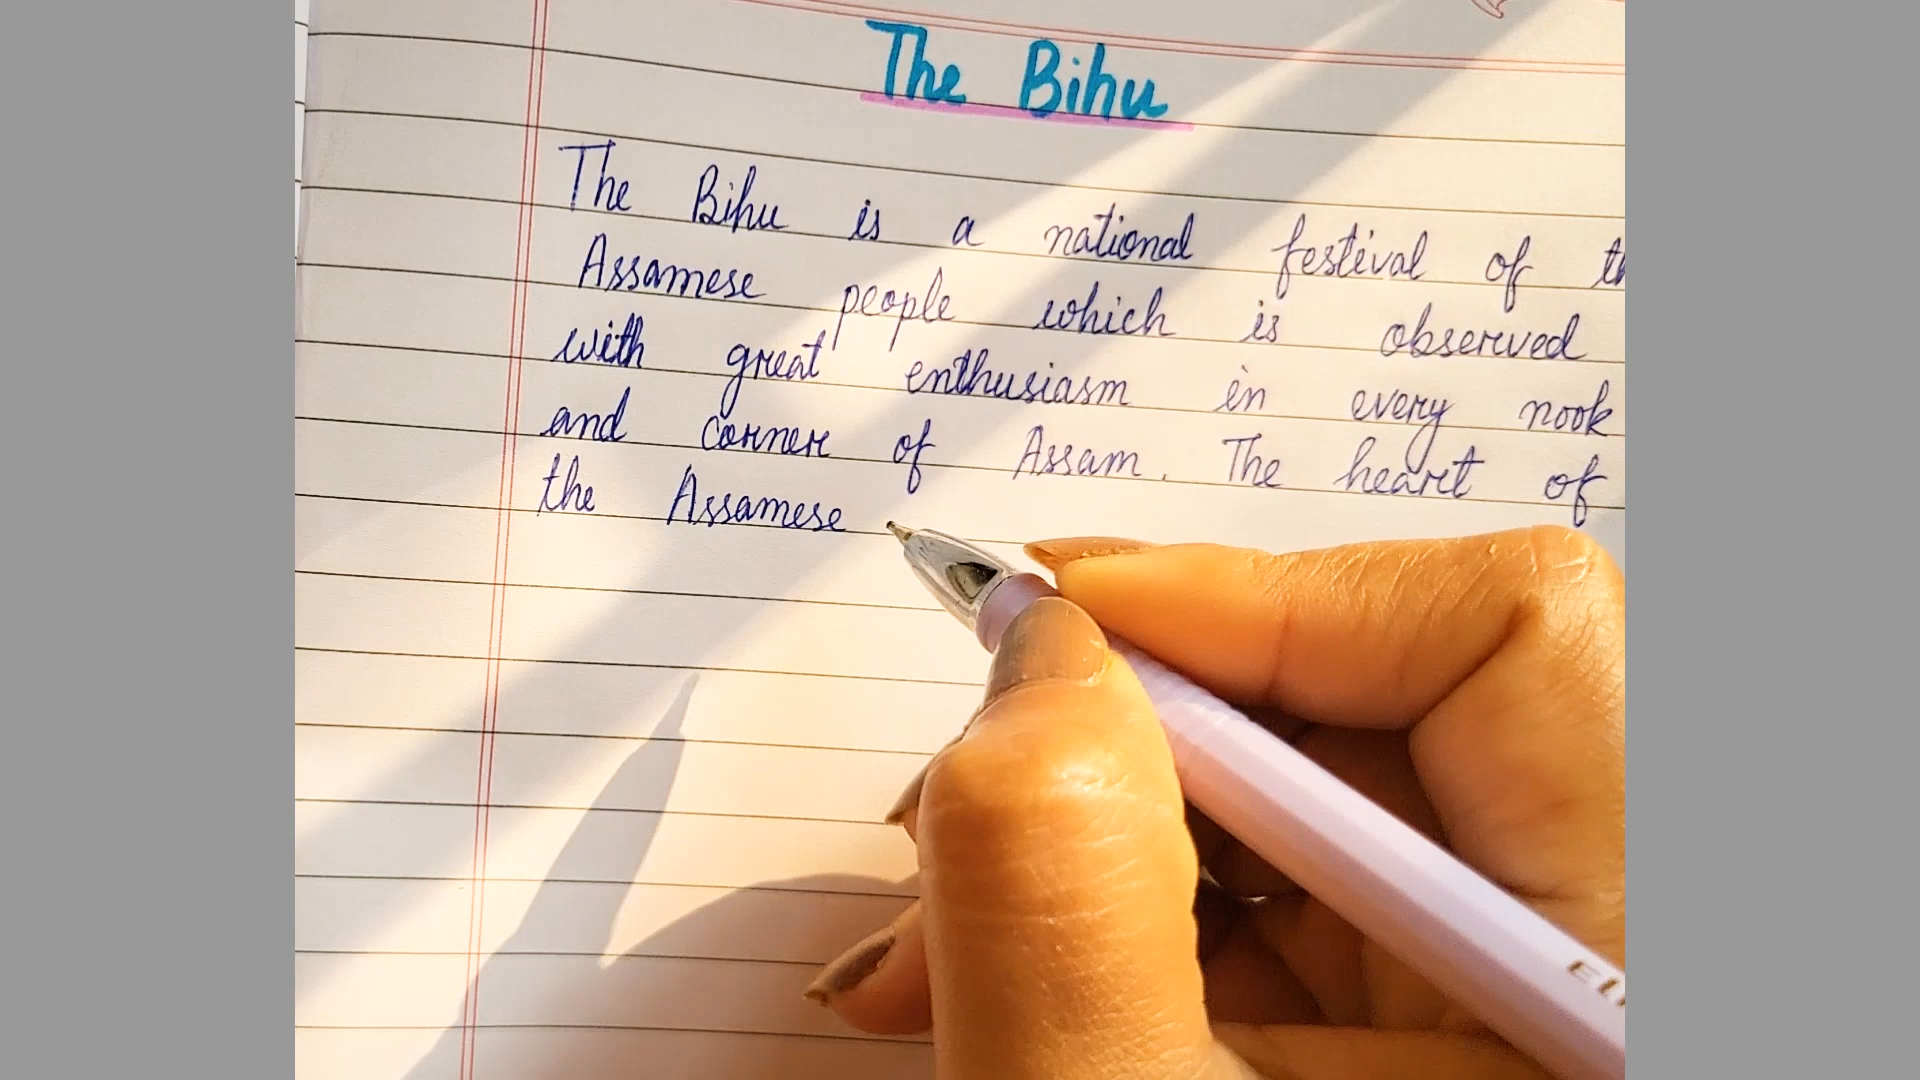 The Bihu
The Bihu is a national festival of th
Assamese people which is observed
with great enthusiasm in every nook
and corner of Assam. The heart of
the Assamese